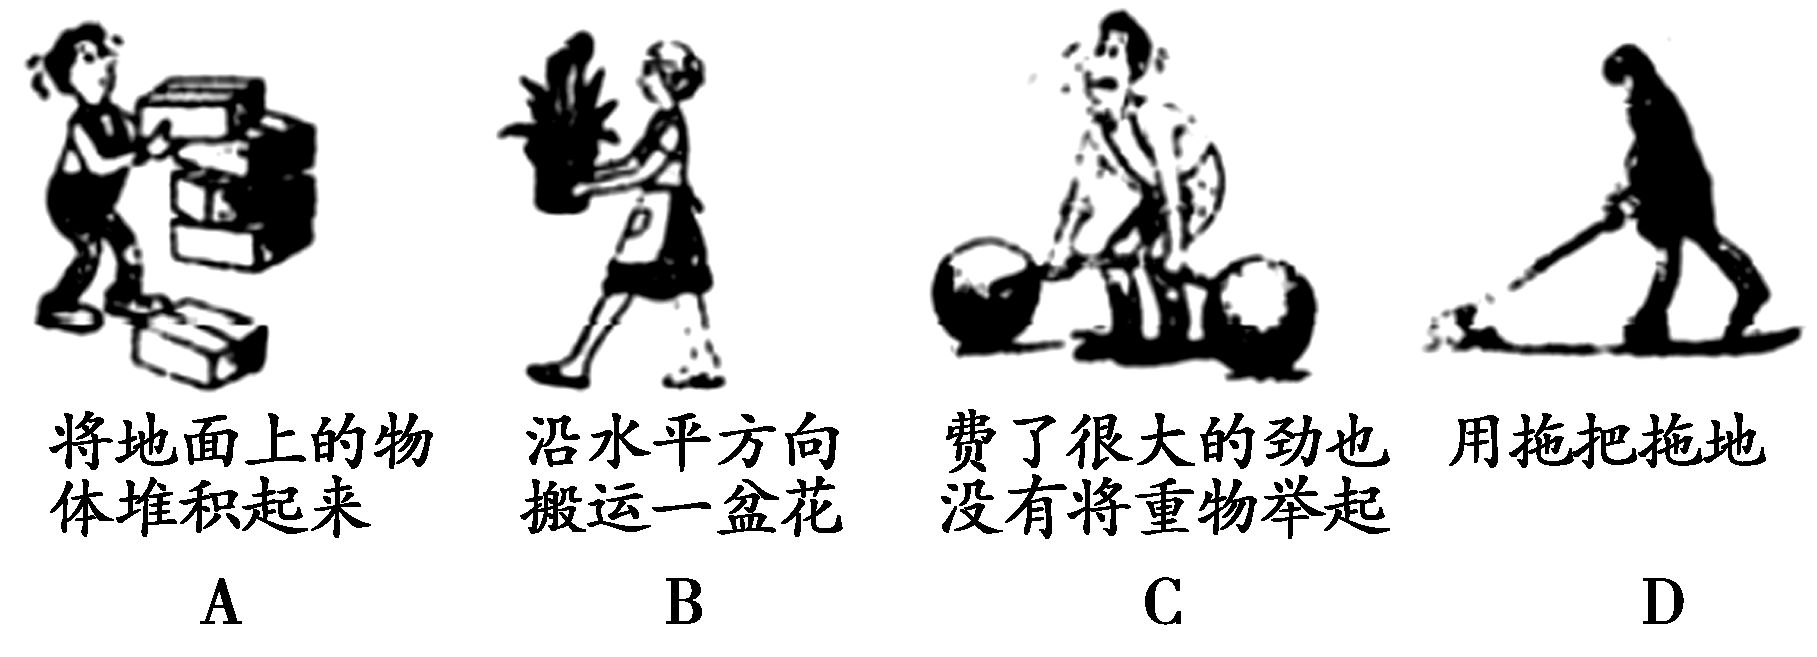 将地面上的物
体堆积起来
A
沿水平方向
搬运一盆花
B
费了很大的劲也
没有将重物举起
C
用拖把拖地
D